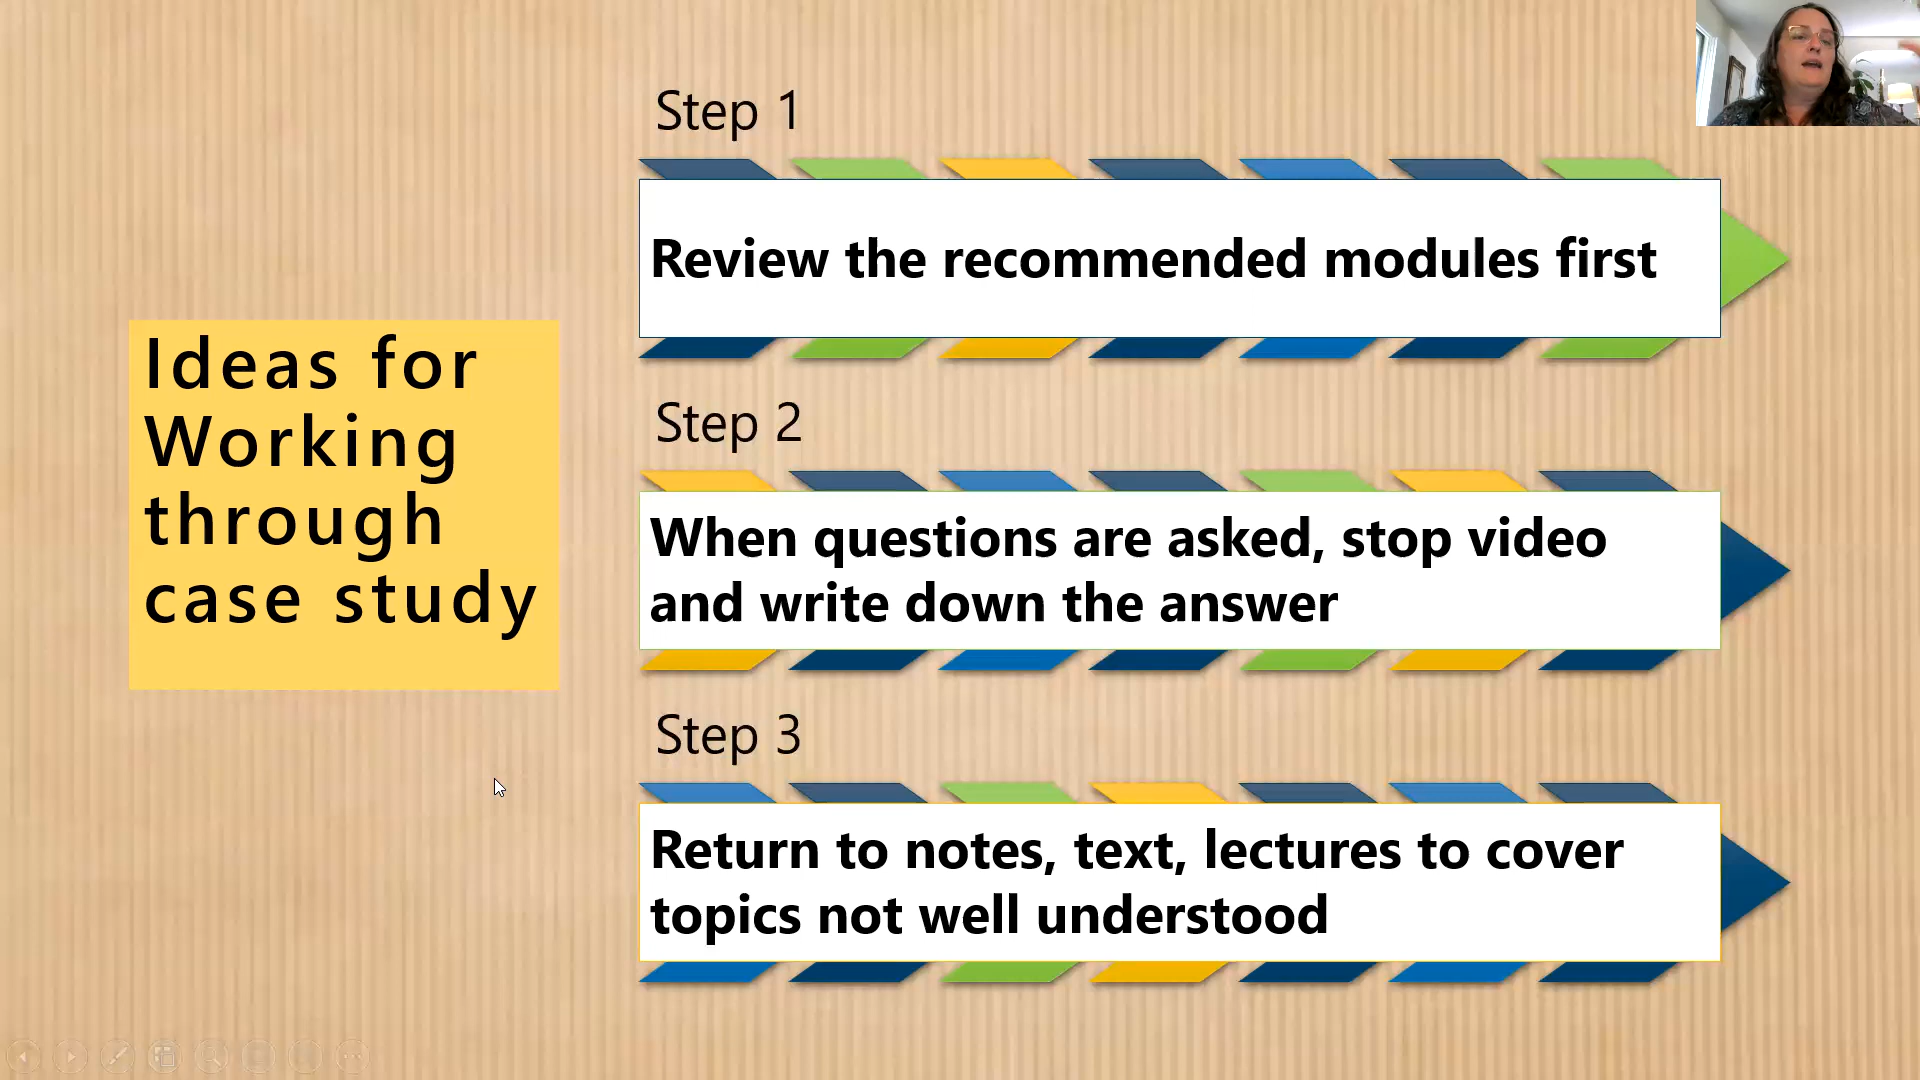 Ideas for
Working
through
case study
Step 1
Review the recommended modules first
Step 2
When questions are asked, stop video
and write down the answer
Step 3
Return to notes, text, lectures to cover
topics not well understood